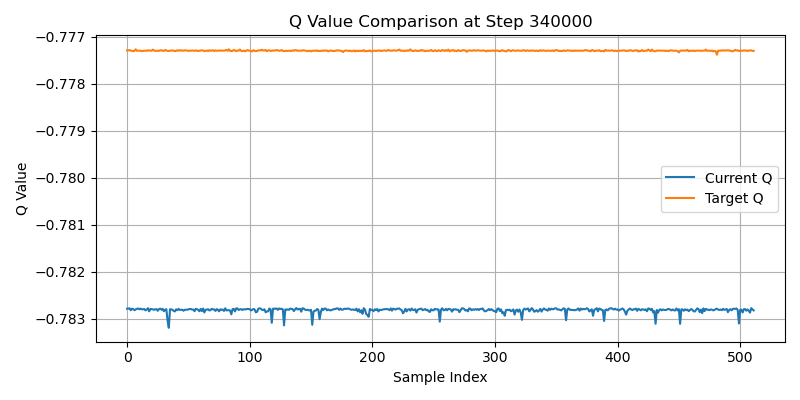 Q Value Comparison at Step 340000
−0.777
−0.778
−0.779
−0.780
−0.781
−0.782
−0.783
Q Value
Current Q
Target Q
0 100 200 300 400 500
Sample Index